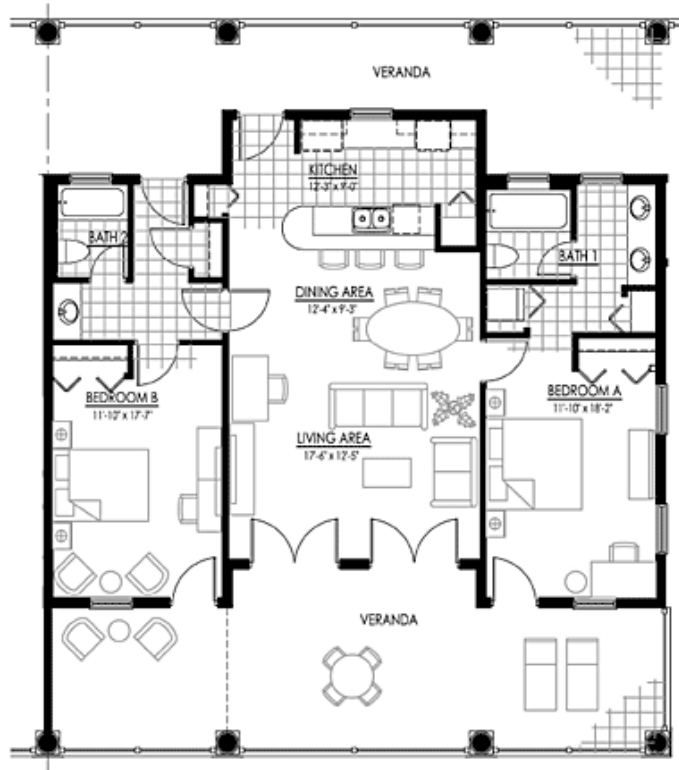 VERANDA
KITCHEN
12'-3" x 9'-0"
BATH 2
BATH 1
DINING AREA
12'-4" x 9'-3"
BEDROOM B
11'-10" x 17'-7"
BEDROOM A
11'-10" x 18'-2"
LIVING AREA
17'-6" x 12'-5"
VERANDA